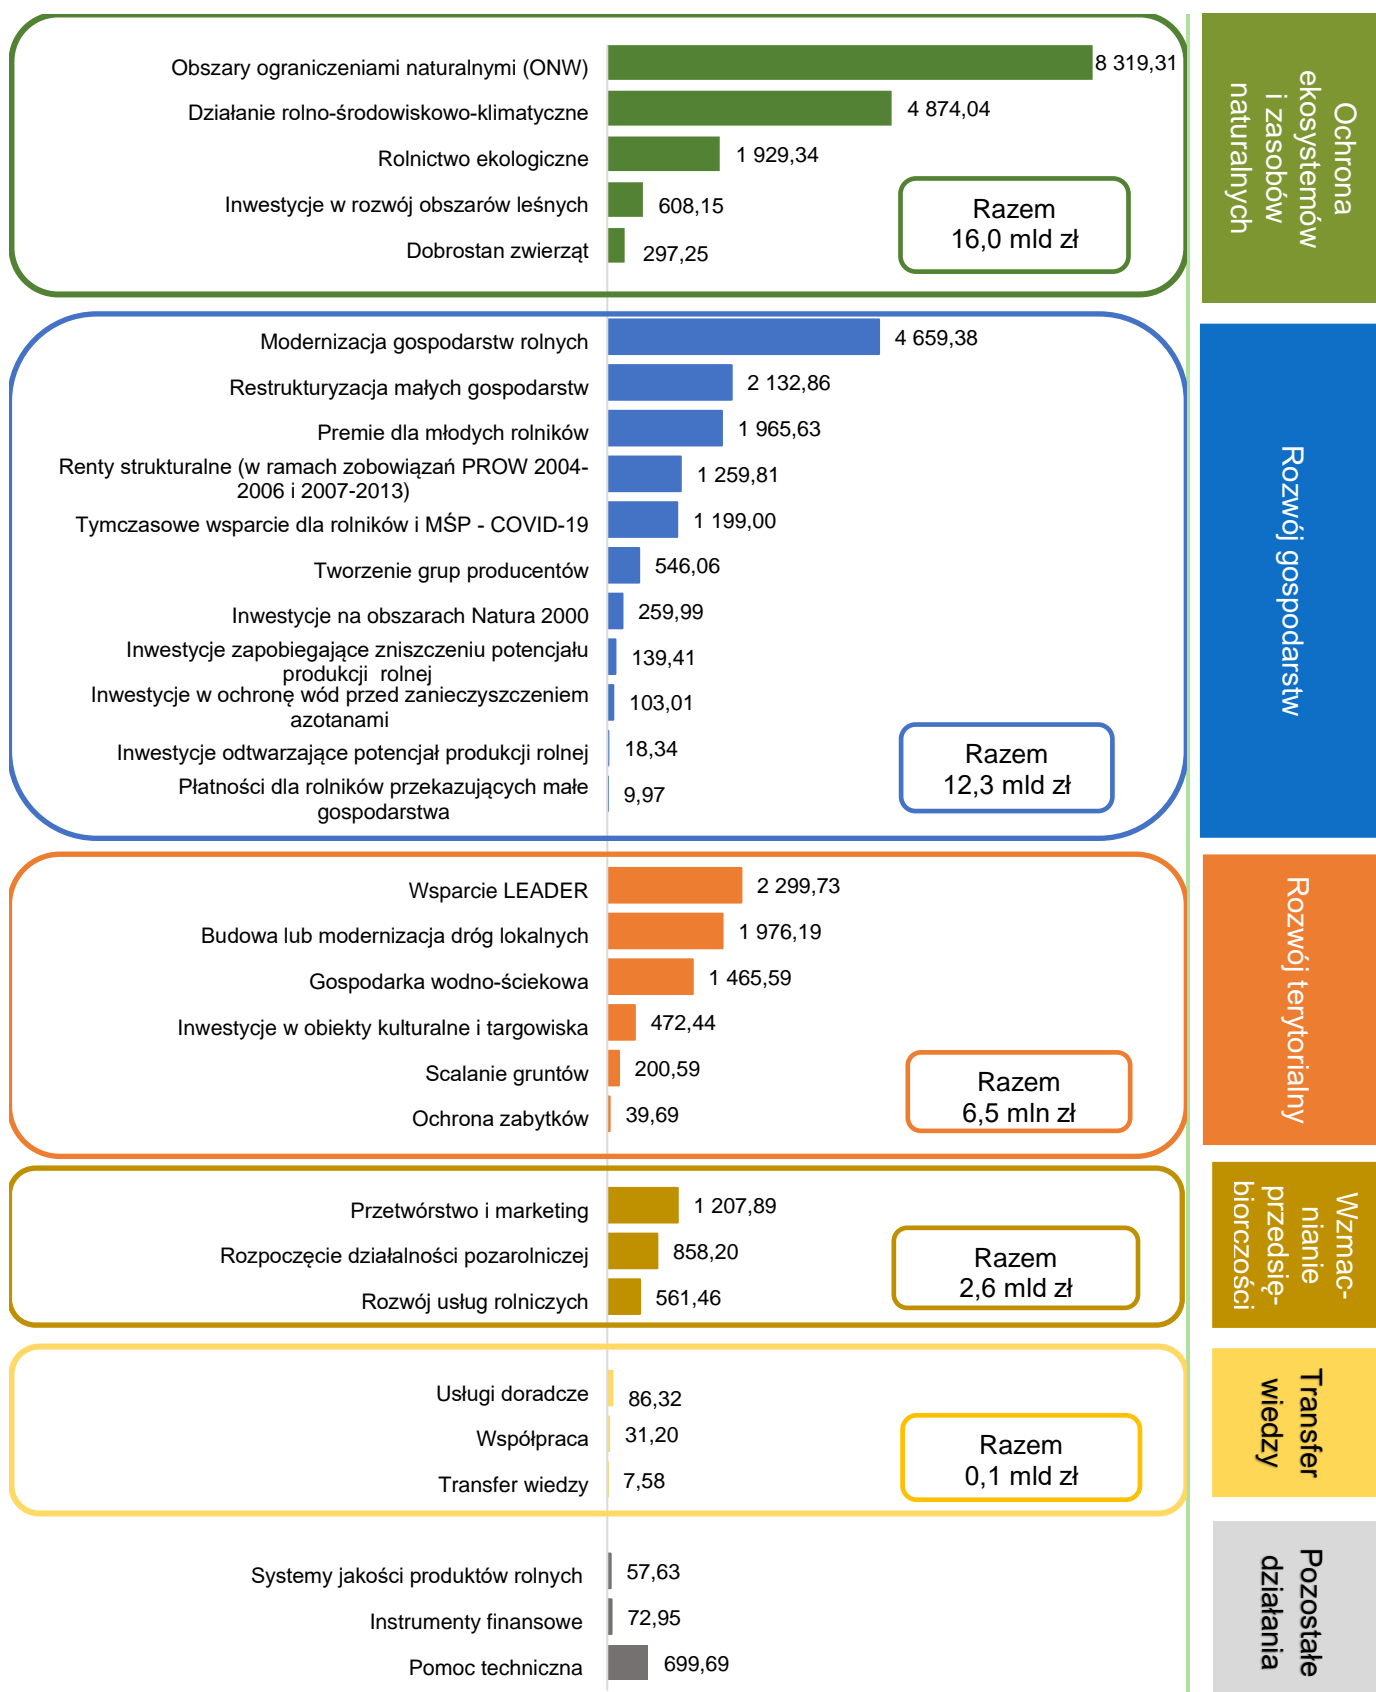 Obszary ograniczeniami naturalnymi (ONW)
8 319,31
Działanie rolno-środowiskowo-klimatyczne
4 874,04
Rolnictwo ekologiczne
1 929,34
Inwestycje w rozwój obszarów leśnych
608,15
Dobrostan zwierząt
297,25
Razem
16,0 mld zł
Ochrona
ekosystemów
i zasobów
naturalnych
Modernizacja gospodarstw rolnych
4 659,38
Restrukturyzacja małych gospodarstw
2 132,86
Premie dla młodych rolników
1 965,63
Renty strukturalne (w ramach zobowiązań PROW 2004-
2006 i 2007-2013)
1 259,81
Tymczasowe wsparcie dla rolników i MŚP - COVID-19
1 199,00
Tworzenie grup producentów
546,06
Inwestycje na obszarach Natura 2000
259,99
Inwestycje zapobiegające zniszczeniu potencjału
produkcji rolnej
139,41
Inwestycje w ochronę wód przed zanieczyszczeniem
azotanami
103,01
Inwestycje odtwarzające potencjał produkcji rolnej
18,34
Płatności dla rolników przekazujących małe
gospodarstwa
9,97
Razem
12,3 mld zł
Rozwój gospodarstw
Wsparcie LEADER
2 299,73
Budowa lub modernizacja dróg lokalnych
1 976,19
Gospodarka wodno-ściekowa
1 465,59
Inwestycje w obiekty kulturalne i targowiska
472,44
Scalanie gruntów
200,59
Ochrona zabytków
39,69
Razem
6,5 mln zł
Rozwój terytorialny
Przetwórstwo i marketing
1 207,89
Rozpoczęcie działalności pozarolniczej
858,20
Rozwój usług rolniczych
561,46
Razem
2,6 mld zł
Wzmac-
nianie
przedsię-
biorczości
Usługi doradcze
86,32
Współpraca
31,20
Transfer wiedzy
7,58
Razem
0,1 mld zł
Transfer
wiedzy
Systemy jakości produktów rolnych
57,63
Instrumenty finansowe
72,95
Pomoc techniczna
699,69
Pozostałe
działania